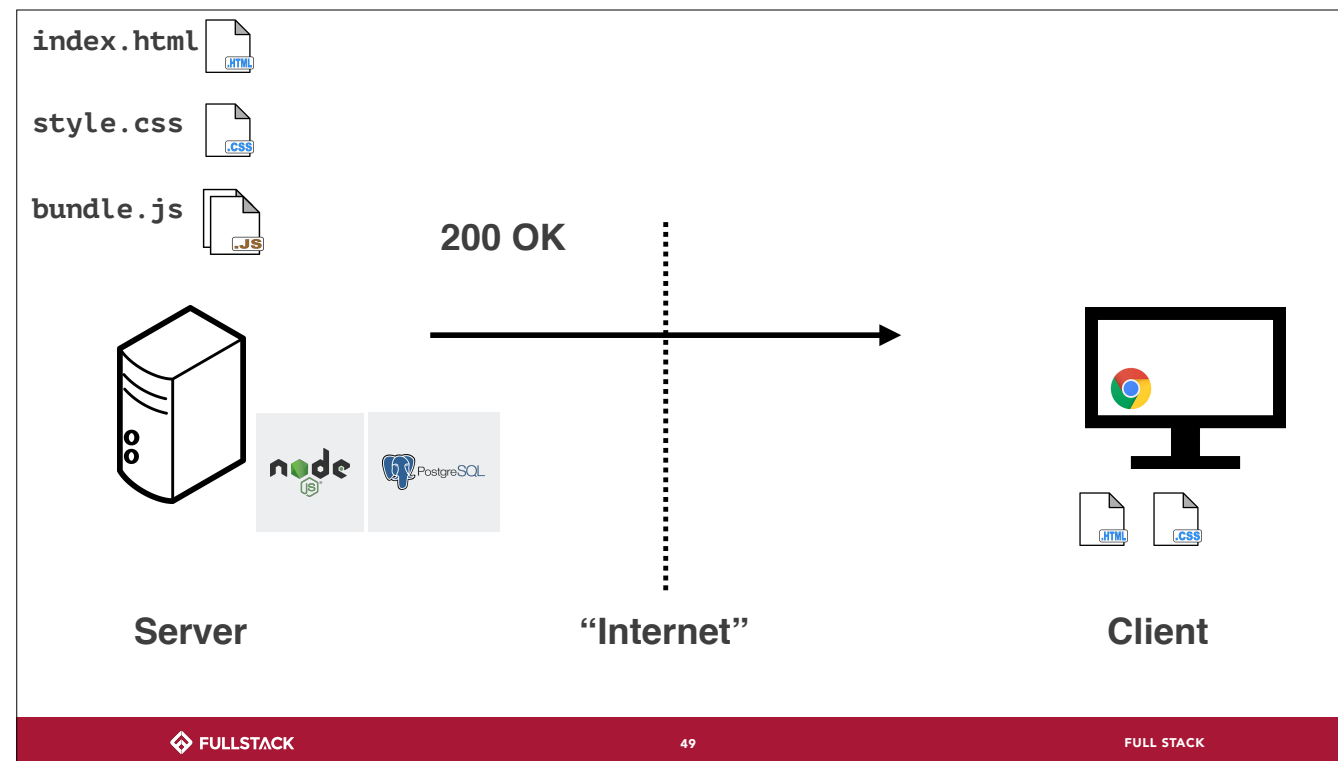 index.html
.HTML
style.css
.CSS
bundle.js
.JS
200 OK
node
JS
PostgreSQL
.HTML
.CSS
Server
“Internet”
Client
FULLSTACK
49
FULL STACK